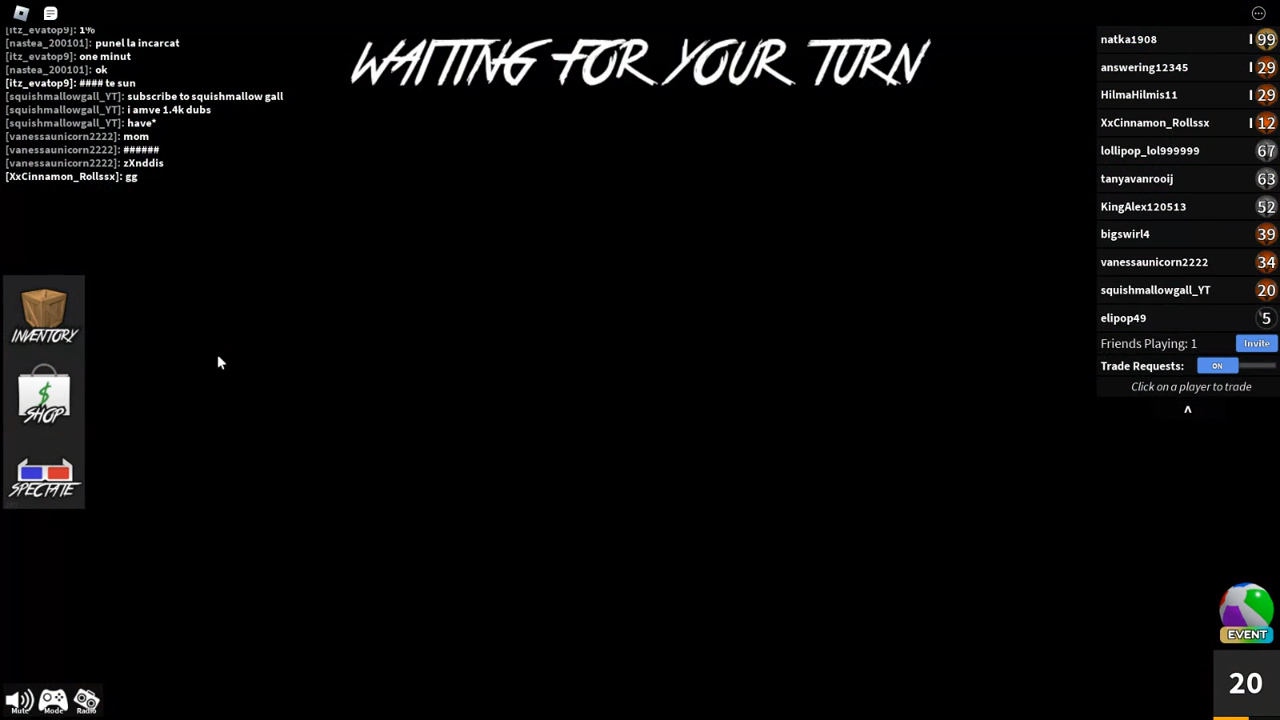 [itz_evatop9]: 1%
[nastea_200101]: punel la incarcat
[itz_evatop9]: one minut
[nastea_200101]: ok
[itz_evatop9]: #### te sun
[squishmallowgall_YT]: subscribe to squishmallow gall
[squishmallowgall_YT]: i amve 1.4k dubs
[squishmallowgall_YT]: have*
[vanessaunicorn2222]: mom
[vanessaunicorn2222]: ######
[vanessaunicorn2222]: zXnddis
[XxCinnamon_Rollssx]: gg
WAITING FOR YOUR TURN
natka1908 I 99
answering12345 I 29
HilmaHilmis11 I 29
XxCinnamon_Rollssx I 12
lollipop_lol999999 67
tanyavanrooij 63
KingAlex120513 52
bigswirl4 39
vanessaunicorn2222 34
squishmallowgall_YT 20
elipop49 5
Friends Playing: 1 Invite
Trade Requests: ON
Click on a player to trade
^
INVENTORY
$
SHOP
SPECTATE
EVENT
20
Mute Mode Radio